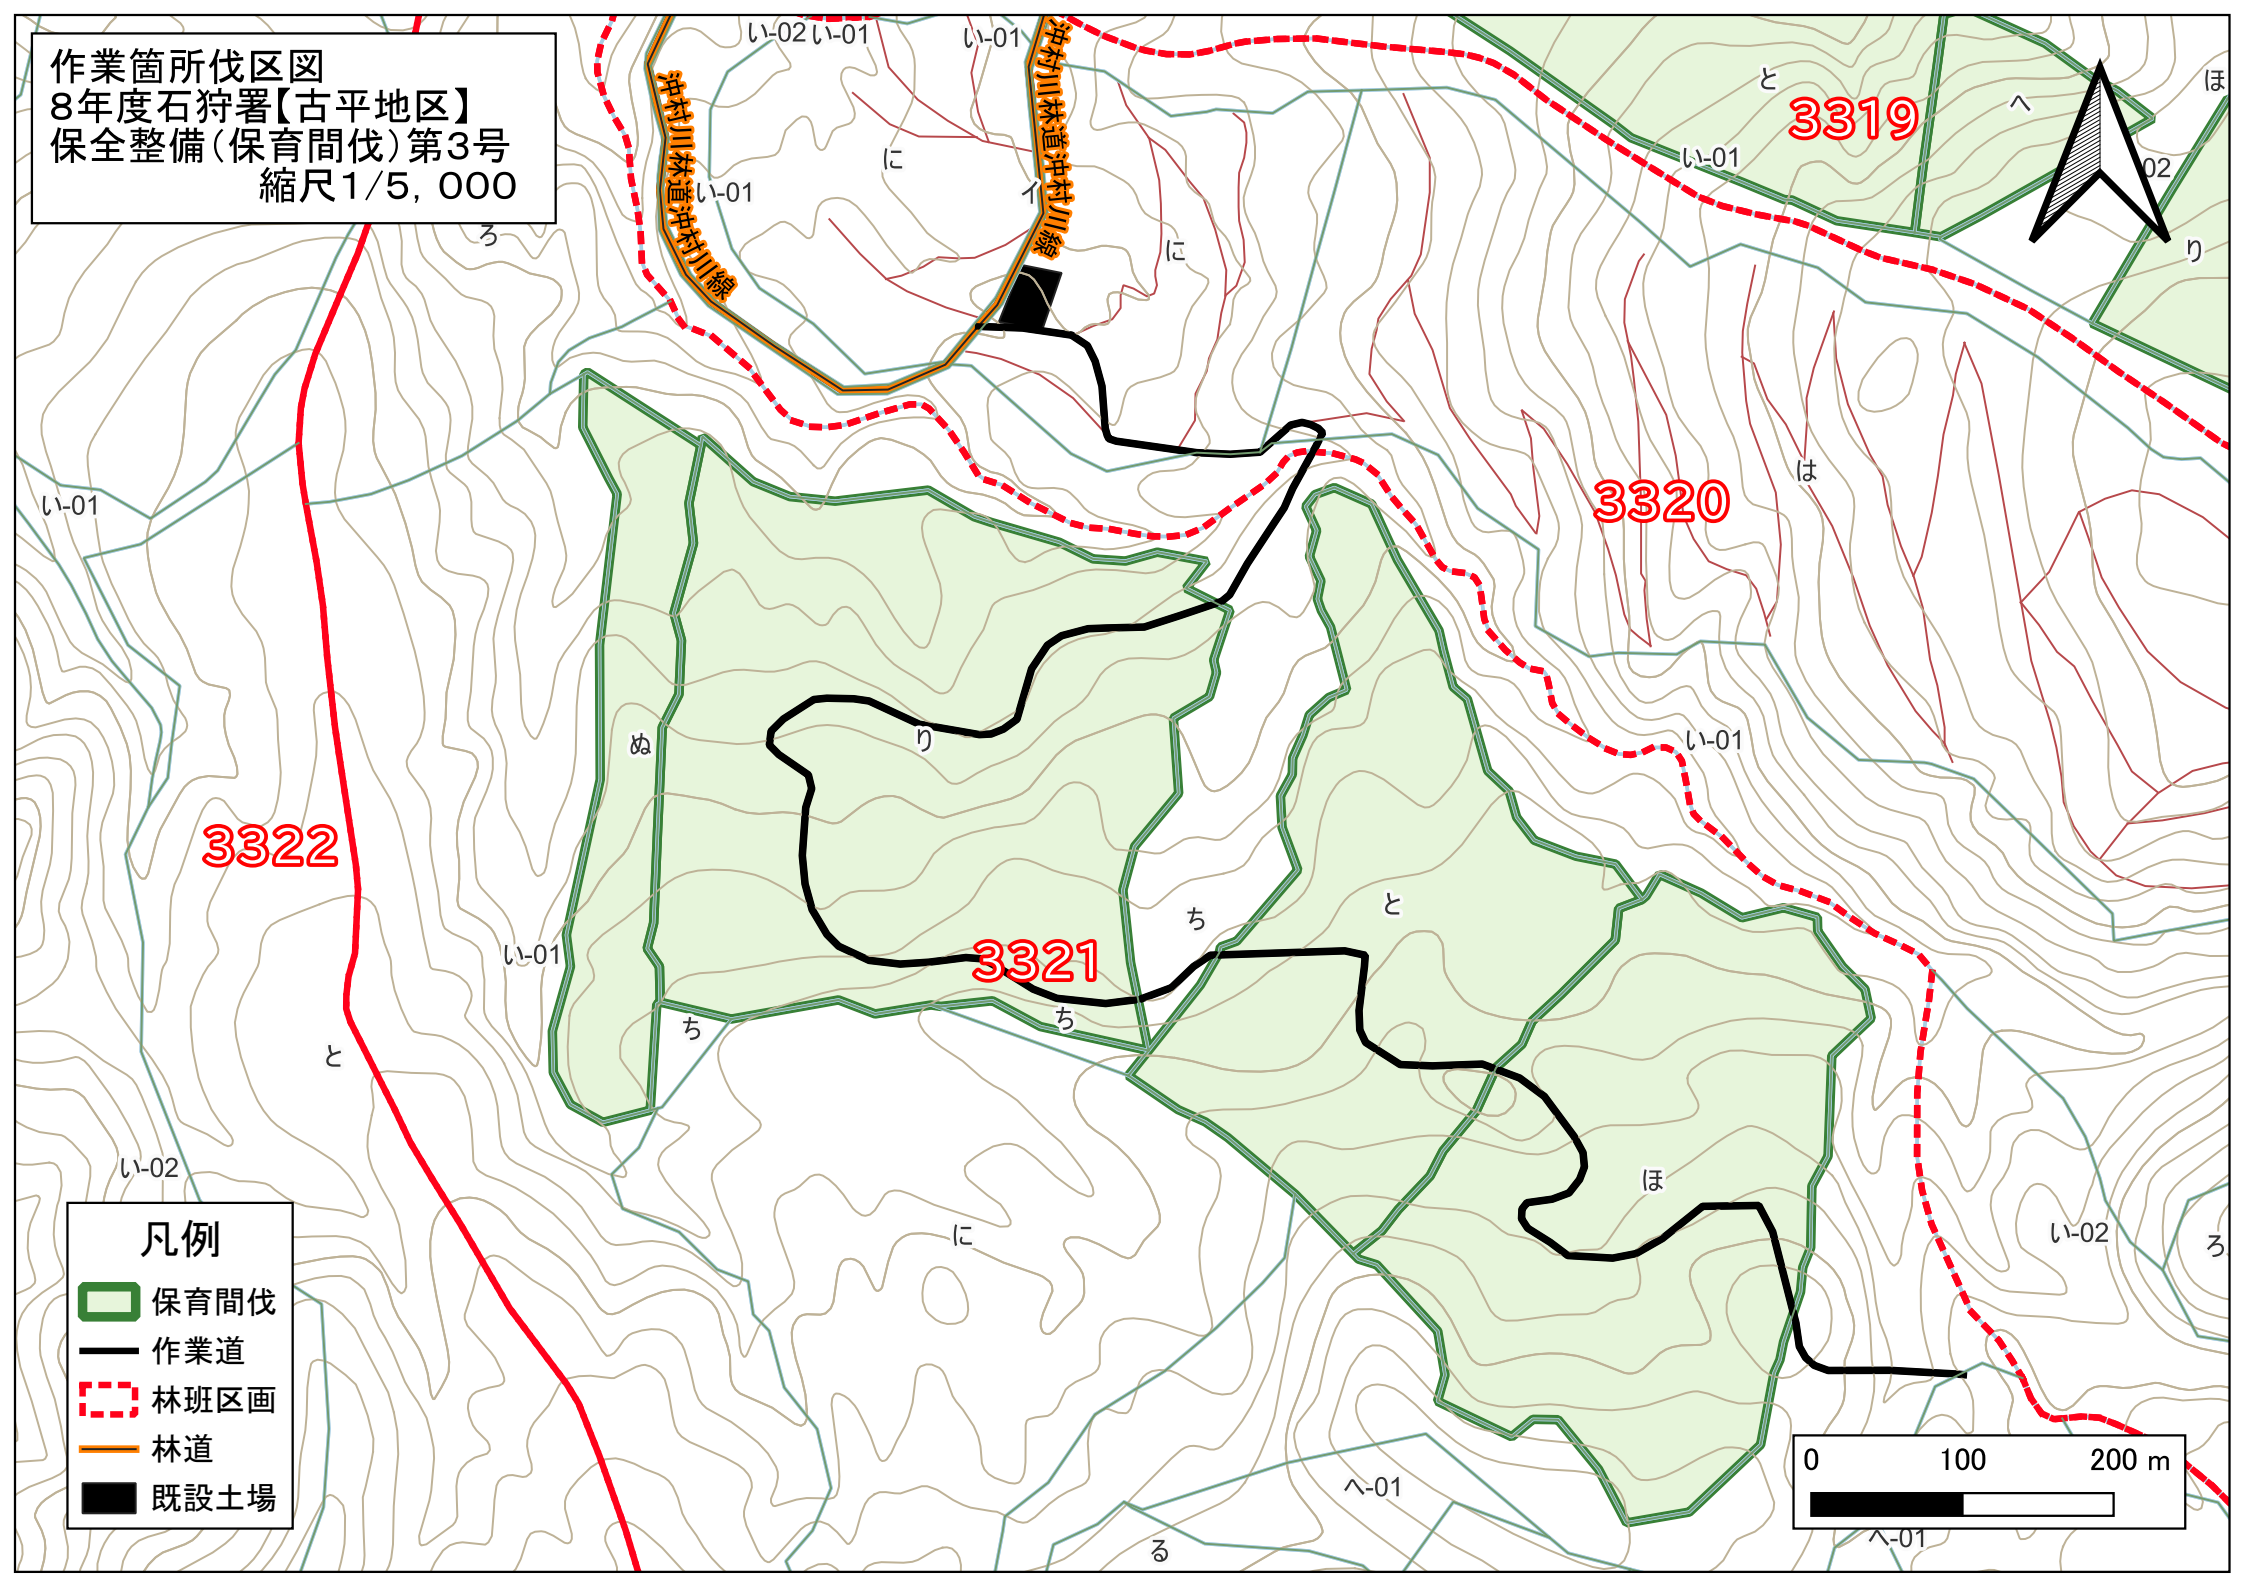 作業箇所伐区図
8年度石狩署【古平地区】
保全整備(保育間伐)第3号
縮尺1/5,000
い-02
い-01
い-01
と
3319
へ
ほ
い-01
02
り
ろ
い-01
に
イ
に
沖村川林道沖村川線
沖村川林道沖村川線
は
3320
い-01
ぬ
り
い-01
3322
と
ち
3321
い-01
ち
ち
と
い-02
ほ
に
い-02
ろ
へ-01
る
へ-01
凡例
保育間伐
作業道
林班区画
林道
既設土場
0 100 200 m